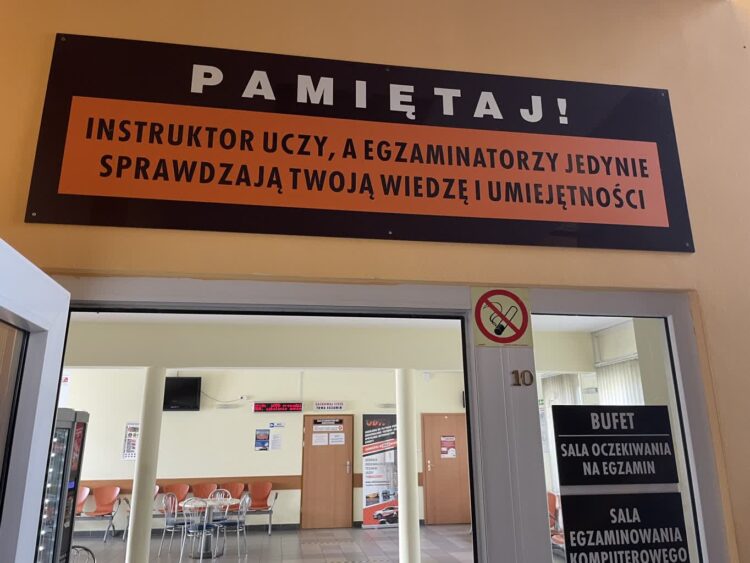 PAMIĘTAJ!
INSTRUKTOR UCZY, A EGZAMINATORZY JEDYNIE
SPRAWDZAJĄ TWOJĄ WIEDZĘ I UMIEJĘTNOŚCI
10
BUFET
SALA OCZEKIWANIA
NA EGZAMIN
SALA
EGZAMINOWANIA
KOMPUTEROWEGO